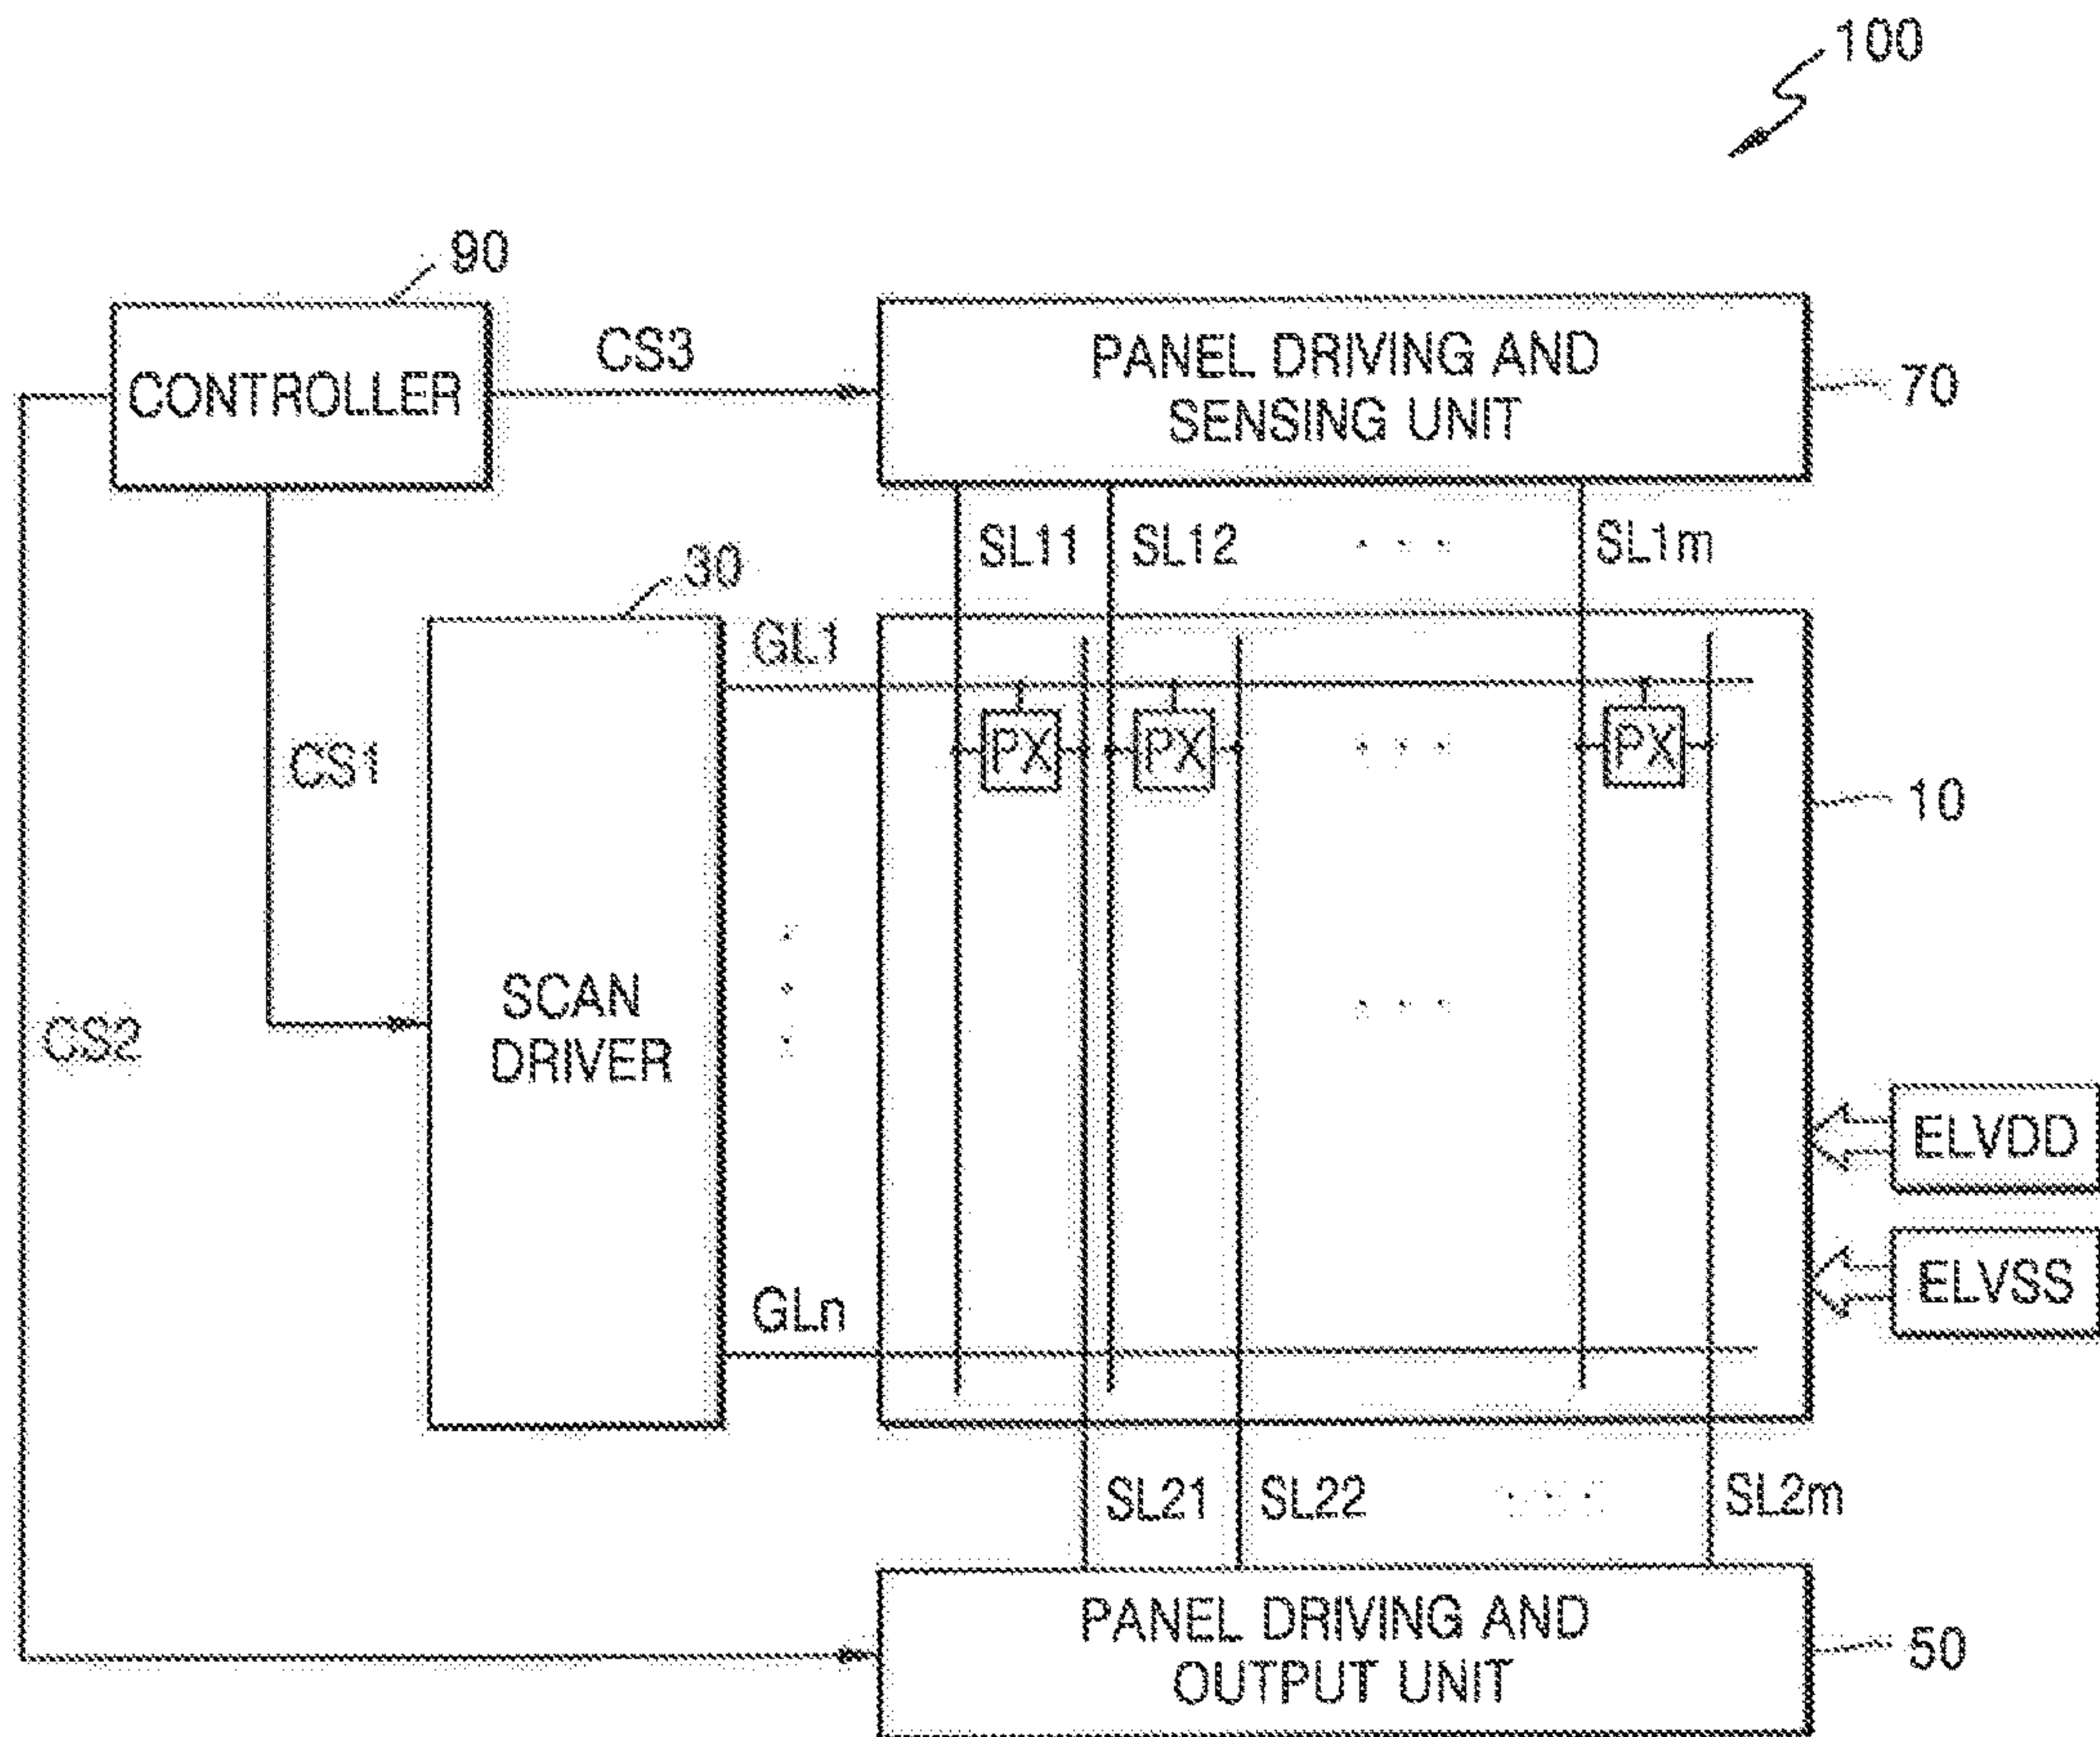 100
90
CONTROLLER
CS3
PANEL DRIVING AND
SENSING UNIT
70
SL11
SL12
SL1m
30
GL1
PX
PX
PX
CS1
10
SCAN
DRIVER
CS2
ELVDD
ELVSS
GLn
SL21
SL22
SL2m
PANEL DRIVING AND
OUTPUT UNIT
50